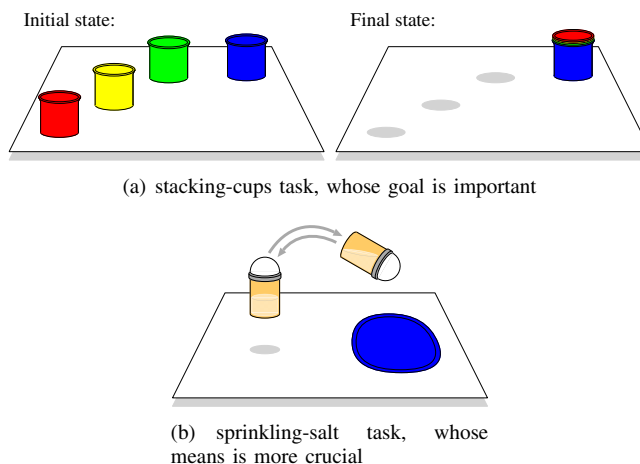 Initial state:
Final state:
(a) stacking-cups task, whose goal is important
(b) sprinkling-salt task, whose
means is more crucial